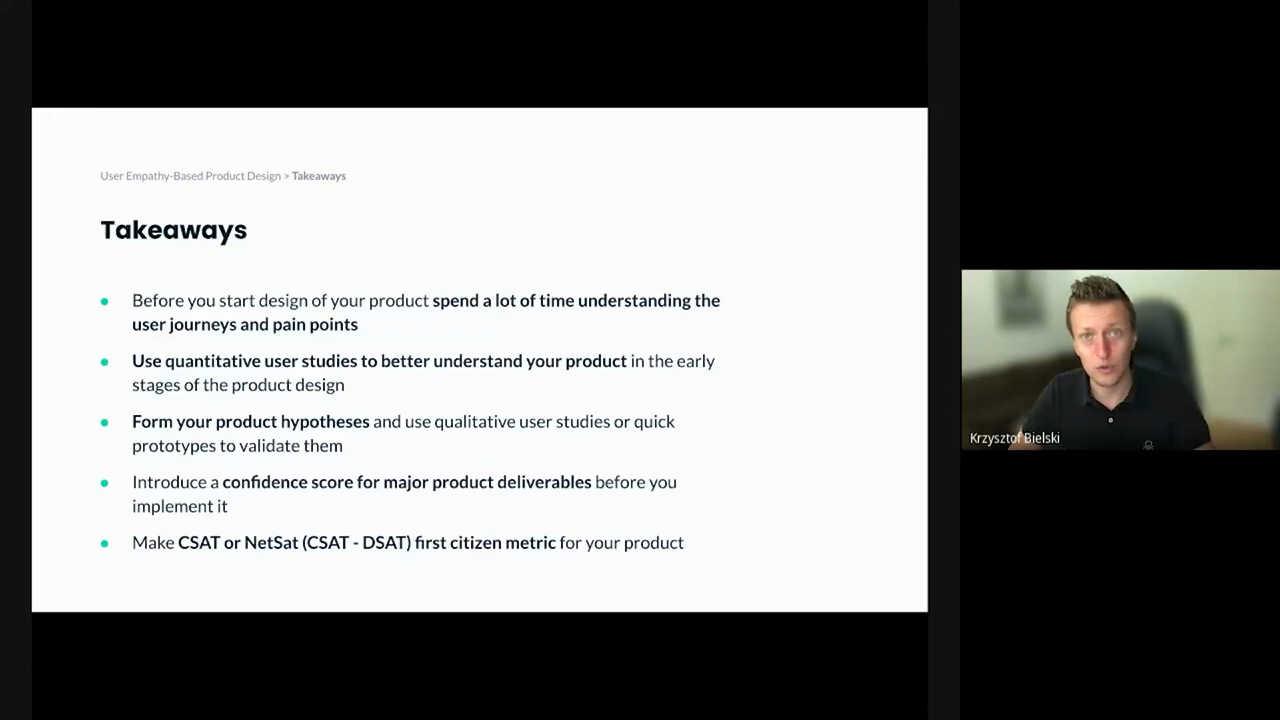 User Empathy-Based Product Design > Takeaways
Takeaways
Before you start design of your product spend a lot of time understanding the
user journeys and pain points
Use quantitative user studies to better understand your product in the early
stages of the product design
Form your product hypotheses and use qualitative user studies or quick
prototypes to validate them
Introduce a confidence score for major product deliverables before you
implement it
Make CSAT or NetSat (CSAT - DSAT) first citizen metric for your product
Krzysztof Bielski